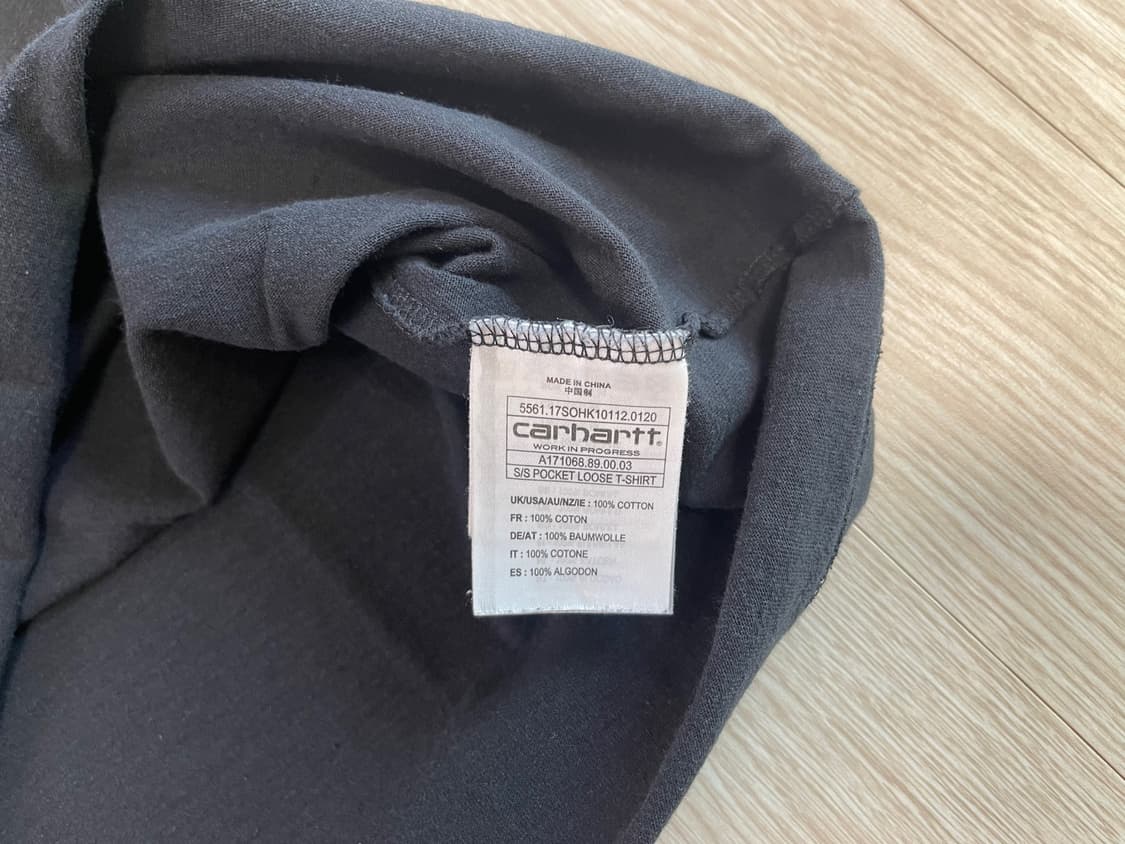 MADE IN CHINA
中国制
5561.17SOHK10112.0120
carhartt®
WORK IN PROGRESS
A171068.89.00.03
S/S POCKET LOOSE T-SHIRT
UK/USA/AU/NZ/IE : 100% COTTON
FR : 100% COTON
DE/AT : 100% BAUMWOLLE
IT : 100% COTONE
ES : 100% ALGODON